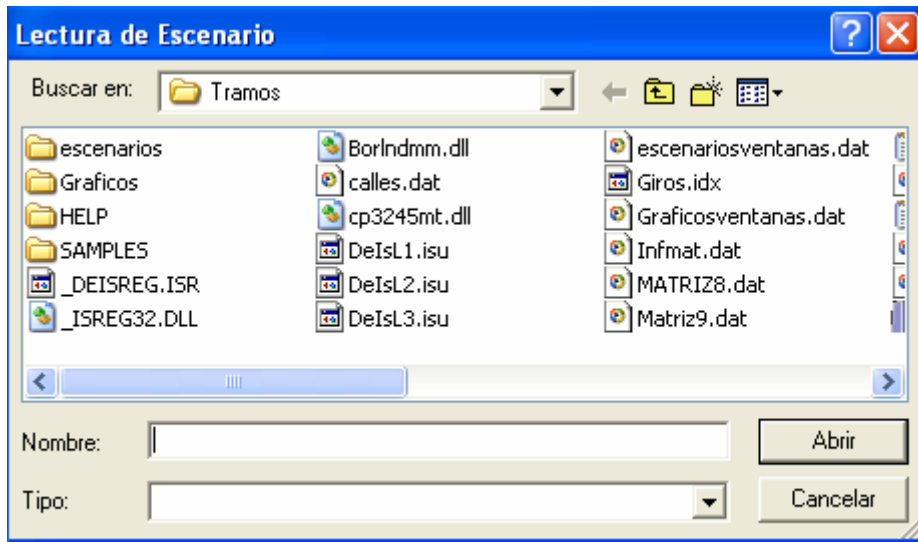 Lectura de Escenario
Buscar en: Tramos
escenarios
Graficos
HELP
SAMPLES
_DEISREG.ISR
_ISREG32.DLL
Borlndmm.dll
calles.dat
cp3245mt.dll
DeIsL1.isu
DeIsL2.isu
DeIsL3.isu
escenariosventanas.dat
Giros.idx
Graficosventanas.dat
Infmat.dat
MATRIZ8.dat
Matriz9.dat
Nombre:
Abrir
Tipo:
Cancelar